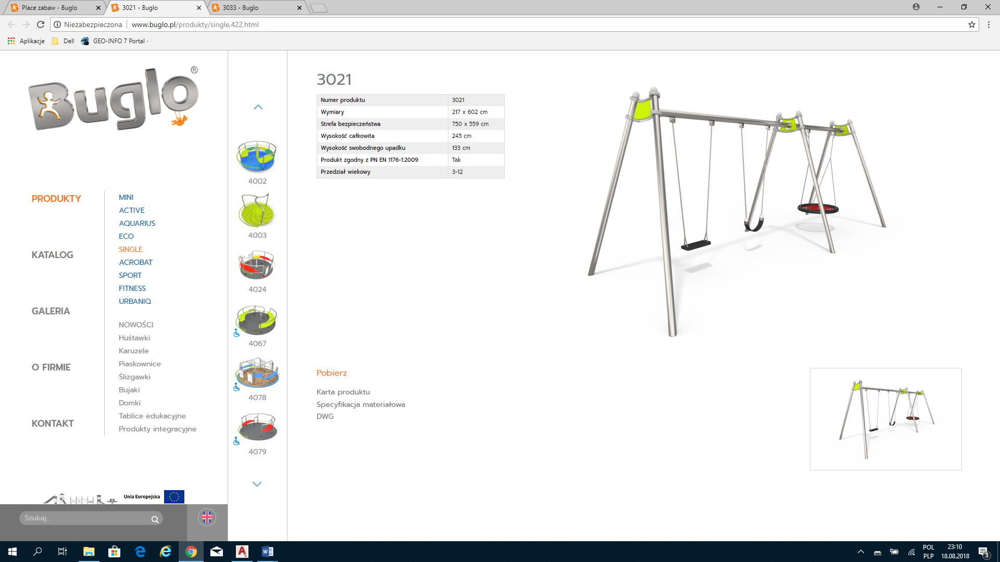 Place zabaw - Buglo
3021 - Buglo
3033 - Buglo
Niezabezpieczona
www.buglo.pl/produkty/single,422.html
Aplikacje
Dell
GEO-INFO 7 Portal -
Buglo®
PRODUKTY
KATALOG
GALERIA
O FIRMIE
KONTAKT
MINI
ACTIVE
AQUARIUS
ECO
SINGLE
ACROBAT
SPORT
FITNESS
URBANIQ
NOWOŚCI
Huśtawki
Karuzele
Piaskownice
Ślizgawki
Bujaki
Domki
Tablice edukacyjne
Produkty integracyjne
Unia Europejska
Szukaj...
4002
4003
4024
4067
4078
4079
3021
Numer produktu 3021
Wymiary 217 x 602 cm
Strefa bezpieczeństwa 750 x 559 cm
Wysokość całkowita 245 cm
Wysokość swobodnego upadku 133 cm
Produkt zgodny z PN EN 1176-1:2009 Tak
Przedział wiekowy 3-12
Pobierz
Karta produktu
Specyfikacja materiałowa
DWG
POL
PLP
23:10
18.08.2018
3